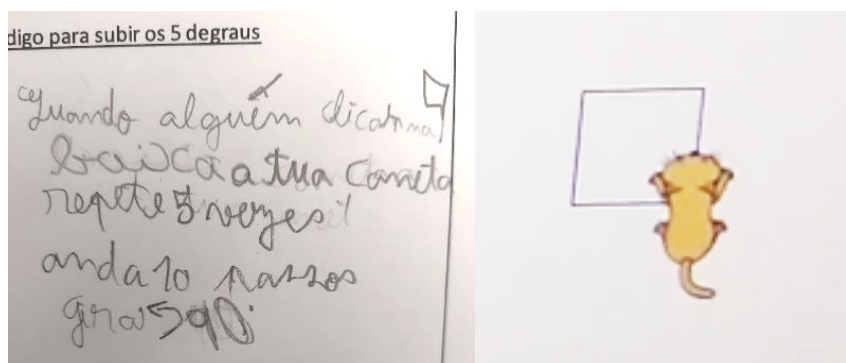 digo para subir os 5 degraus
Quando alguém clicar na
baixa a tua caneta
repete 5 vezes
anda 10 passos
gira 90